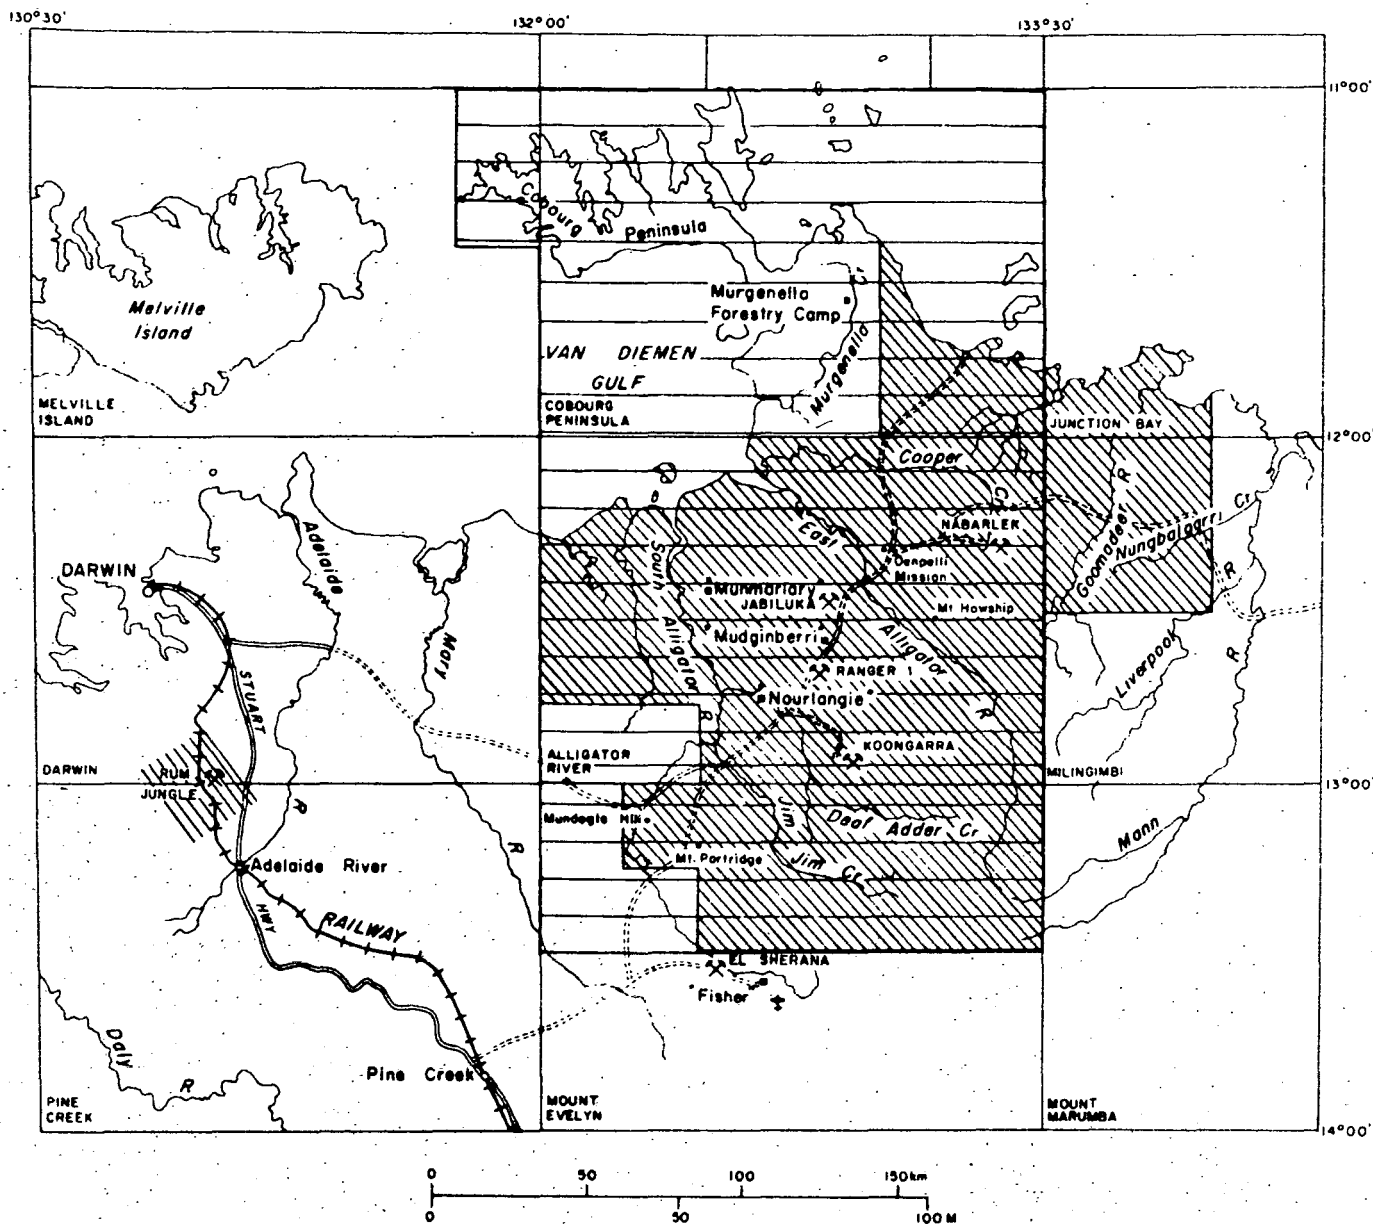 130°30'
132°00'
133°30'
11°00'
Cobourg
Peninsula
Melville
Island
Murgenella
Forestry Camp
Murgenella
Cr
VAN DIEMEN
GULF
MELVILLE
ISLAND
COBOURG
PENINSULA
JUNCTION BAY
12°00'
Cooper
Cr
Adelaide
R
East
NABARLEK
Goomadeer R
Nungbalgarri Cr
South
Oenpelli
Mission
DARWIN
Munmarlary
JABILUKA
Mt Howship
Mary
R
Alligator
R
Mudginberri
Alligator
R
Liverpool
R
R
STUART
RANGER 1
Nourlangie
KOONGARRA
ALLIGATOR
RIVER
DARWIN
RUM
JUNGLE
MILINGIMBI
13°00'
Mundogie Hill
Jim
Deaf Adder Cr
Mann
Mt. Partridge
Jim Cr
Adelaide River
HWY
RAILWAY
EL SHERANA
Fisher
Daly
R
Pine Creek
PINE
CREEK
MOUNT
EVELYN
MOUNT
MARUMBA
14°00'
0 50 100 150km
0 50 100 M